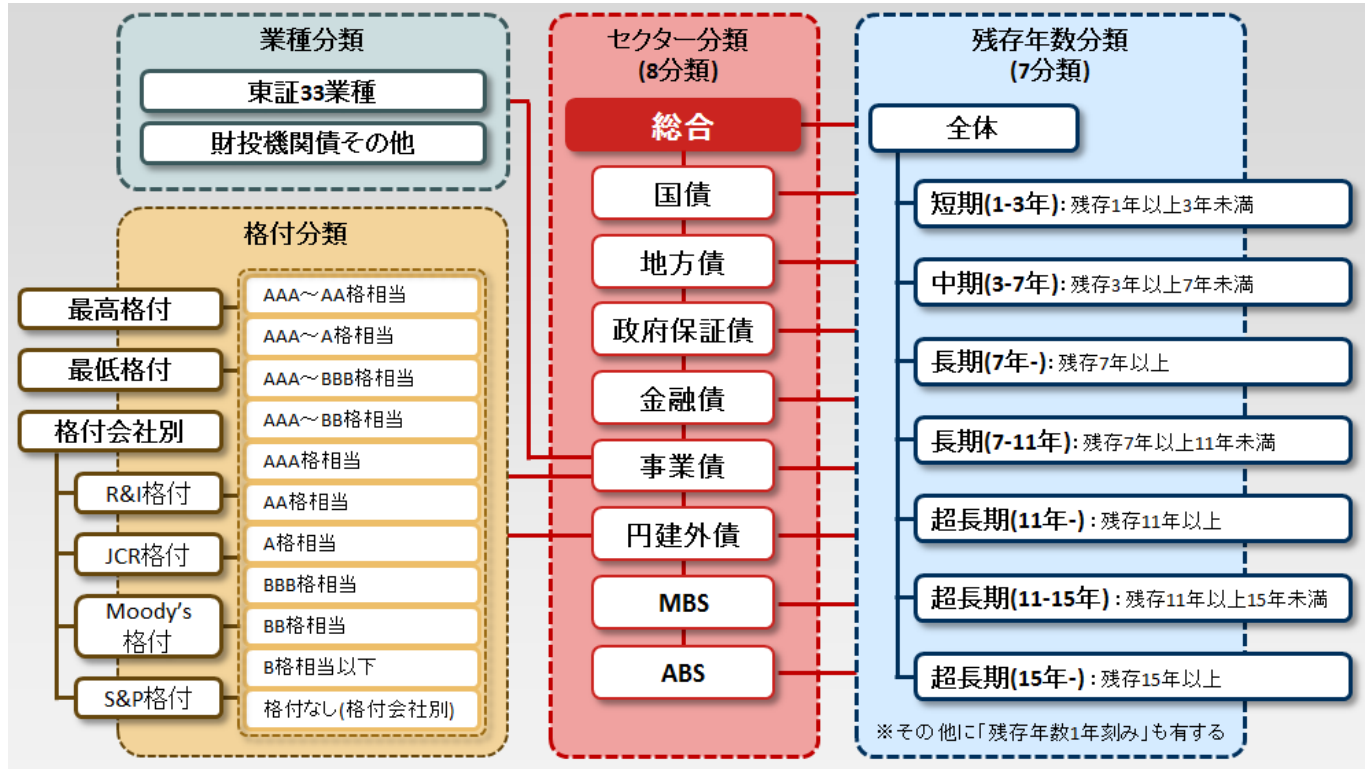 業種分類
東証33業種
財投機関債その他
格付分類
最高格付
最低格付
格付会社別
R&I格付
JCR格付
Moody's
格付
S&P格付
AAA～AA格相当
AAA～A格相当
AAA～BBB格相当
AAA～BB格相当
AAA格相当
AA格相当
A格相当
BBB格相当
BB格相当
B格相当以下
格付なし(格付会社別)
セクター分類
(8分類)
総合
国債
地方債
政府保証債
金融債
事業債
円建外債
MBS
ABS
残存年数分類
(7分類)
全体
短期(1-3年): 残存1年以上3年未満
中期(3-7年): 残存3年以上7年未満
長期(7年-): 残存7年以上
長期(7-11年): 残存7年以上11年未満
超長期(11年-) : 残存11年以上
超長期(11-15年) : 残存11年以上15年未満
超長期(15年-) : 残存15年以上
※その他に「残存年数1年刻み」も有する